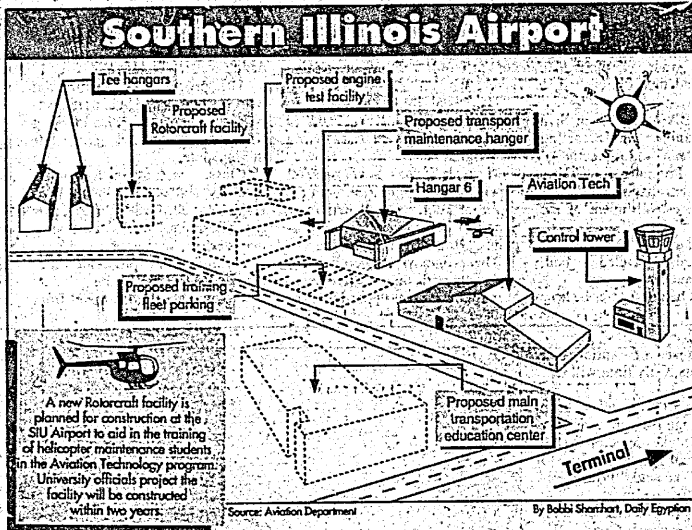 Southern Illinois Airport
Tee hangars
Proposed
Rotorcraft facility
Proposed engine
test facility
Proposed transport
maintenance hanger
Hangar 6
Aviation Tech
Control tower
Proposed training
fleet parking
A new Rotorcraft facility is
planned for construction at the
SIU Airport to aid in the training
of helicopter maintenance students
in the Aviation Technology program.
University officials project the
facility will be constructed
within two years.
Proposed main
transportation
education center
Terminal
Source: Aviation Department
By Bobbi Shamhart, Daily Egyptian